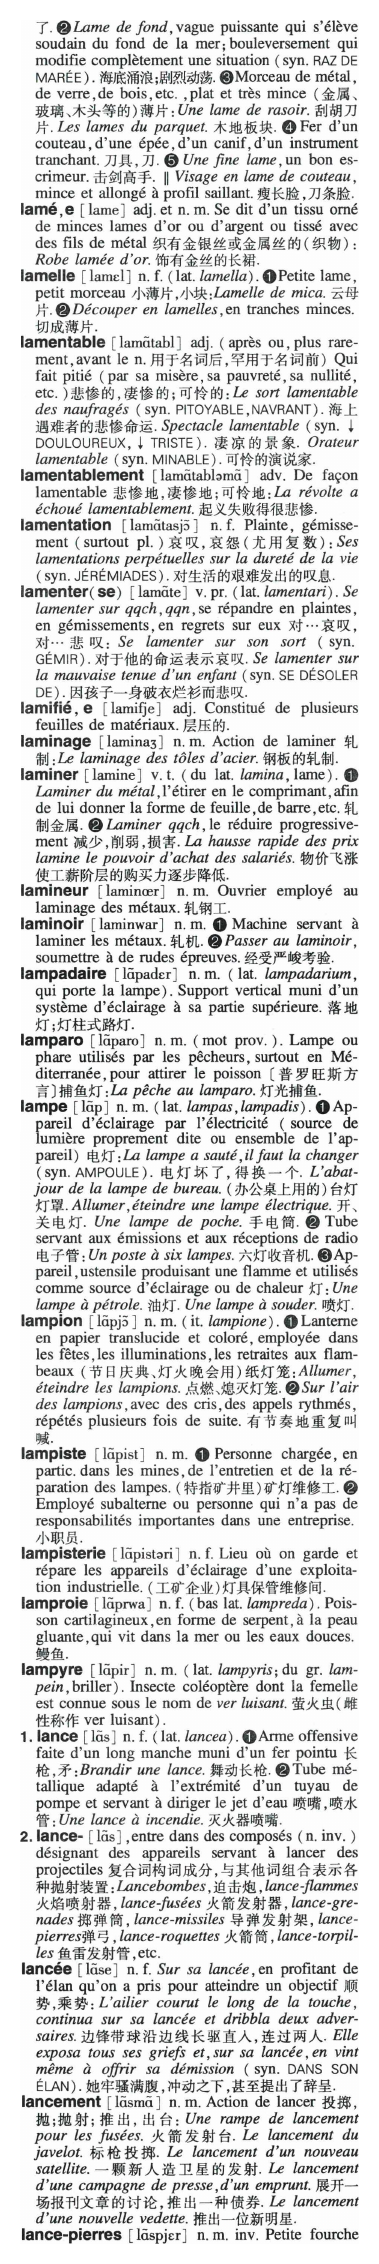 了. ❷Lame de fond, vague puissante qui s'élève
soudain du fond de la mer; bouleversement qui
modifie complètement une situation (syn. RAZ DE
MARÉE). 海底涌浪;剧烈动荡. ❸Morceau de métal,
de verre, de bois, etc. , plat et très mince (金属、
玻璃、木头等的)薄片: Une lame de rasoir. 刮胡刀
片. Les lames du parquet. 木地板块. ❹ Fer d'un
couteau, d'une épée, d'un canif, d'un instrument
tranchant. 刀具,刀. ❺ Une fine lame, un bon es-
crimeur. 击剑高手. ‖ Visage en lame de couteau,
mince et allongé à profil saillant. 瘦长脸,刀条脸.
lamé, e [lame] adj. et n. m. Se dit d'un tissu orné
de minces lames d'or ou d'argent ou tissé avec
des fils de métal 织有金银丝或金属丝的(织物):
Robe lamée d'or. 饰有金丝的长裙.
lamelle [lamɛl] n. f. (lat. lamella). ❶Petite lame,
petit morceau 小薄片,小块: Lamelle de mica. 云母
片. ❷Découper en lamelles, en tranches minces.
切成薄片.
lamentable [lamɑ̃tabl] adj. (après ou, plus rare-
ment, avant le n. 用于名词后,罕用于名词前) Qui
fait pitié (par sa misère, sa pauvreté, sa nullité,
etc. )悲惨的,凄惨的;可怜的: Le sort lamentable
des naufragés (syn. PITOYABLE, NAVRANT). 海上
遇难者的悲惨命运. Spectacle lamentable (syn. ↓
DOULOUREUX, ↓ TRISTE). 凄凉的景象. Orateur
lamentable (syn. MINABLE). 可怜的演说家.
lamentablement [lamɑ̃tabləmɑ̃] adv. De façon
lamentable 悲惨地,凄惨地;可怜地: La révolte a
échoué lamentablement. 起义失败得很悲惨.
lamentation [lamɑ̃tasjɔ̃] n. f. Plainte, gémisse-
ment (surtout pl. ) 哀叹,哀怨(尤用复数): Ses
lamentations perpétuelles sur la dureté de la vie
(syn. JÉRÉMIADES). 对生活的艰难发出的叹息.
lamenter(se) [lamɑ̃te] v. pr. (lat. lamentari). Se
lamenter sur qqch, qqn, se répandre en plaintes,
en gémissements, en regrets sur eux 对…哀叹,
对…悲叹: Se lamenter sur son sort (syn.
GÉMIR). 对于他的命运表示哀叹. Se lamenter sur
la mauvaise tenue d'un enfant (syn. SE DÉSOLER
DE). 因孩子一身破衣烂衫而悲叹.
lamifié, e [lamifje] adj. Constitué de plusieurs
feuilles de matériaux. 层压的.
laminage [laminaʒ] n. m. Action de laminer 轧
制: Le laminage des tôles d'acier. 钢板的轧制.
laminer [lamine] v. t. (du lat. lamina, lame). ❶
Laminer du métal, l'étirer en le comprimant, afin
de lui donner la forme de feuille, de barre, etc. 轧
制金属. ❷ Laminer qqch, le réduire progressive-
ment 减少,削弱,损害. La hausse rapide des prix
lamine le pouvoir d'achat des salariés. 物价飞涨
使工薪阶层的购买力逐步降低.
lamineur [laminœr] n. m. Ouvrier employé au
laminage des métaux. 轧钢工.
laminoir [laminwar] n. m. ❶ Machine servant à
laminer les métaux. 轧机. ❷ Passer au laminoir,
soumettre à de rudes épreuves. 经受严峻考验.
lampadaire [lɑ̃padɛr] n. m. (lat. lampadarium,
qui porte la lampe). Support vertical muni d'un
système d'éclairage à sa partie supérieure. 落地
灯;灯柱式路灯.
lamparo [lɑ̃paro] n. m. (mot prov. ). Lampe ou
phare utilisés par les pêcheurs, surtout en Mé-
diterranée, pour attirer le poisson [普罗旺斯方
言]捕鱼灯: La pêche au lamparo. 灯光捕鱼.
lampe [lɑ̃p] n. m. (lat. lampas, lampadis). ❶Ap-
pareil d'éclairage par l'électricité (source de
lumière proprement dite ou ensemble de l'ap-
pareil) 电灯: La lampe a sauté, il faut la changer
(syn. AMPOULE). 电灯坏了,得换一个. L'abat-
jour de la lampe de bureau. (办公桌上用的)台灯
灯罩. Allumer, éteindre une lampe électrique. 开、
关电灯. Une lampe de poche. 手电筒. ❷ Tube
servant aux émissions et aux réceptions de radio
电子管: Un poste à six lampes. 六灯收音机. ❸Ap-
pareil, ustensile produisant une flamme et utilisés
comme source d'éclairage ou de chaleur 灯: Une
lampe à pétrole. 油灯. Une lampe à souder. 喷灯.
lampion [lɑ̃pjɔ̃] n. m. (it. lampione). ❶ Lanterne
en papier translucide et coloré, employée dans
les fêtes, les illuminations, les retraites aux flam-
beaux (节日庆典、灯火晚会用)纸灯笼: Allumer,
éteindre les lampions. 点燃、熄灭灯笼. ❷Sur l'air
des lampions, avec des cris, des appels rythmés,
répétés plusieurs fois de suite. 有节奏地重复叫
喊.
lampiste [lɑ̃pist] n. m. ❶ Personne chargée, en
partic. dans les mines, de l'entretien et de la ré-
paration des lampes. (特指矿井里)矿灯维修工. ❷
Employé subalterne ou personne qui n'a pas de
responsabilités importantes dans une entreprise.
小职员.
lampisterie [lɑ̃pistəri] n. f. Lieu où on garde et
répare les appareils d'éclairage d'une exploita-
tion industrielle. (工矿企业)灯具保管维修间.
lamproie [lɑ̃prwa] n. f. (bas lat. lampreda). Pois-
son cartilagineux, en forme de serpent, à la peau
gluante, qui vit dans la mer ou les eaux douces.
鳗鱼.
lampyre [lɑ̃pir] n. m. (lat. lampyris; du gr. lam-
pein, briller). Insecte coléoptère dont la femelle
est connue sous le nom de ver luisant. 萤火虫(雌
性称作 ver luisant).
1. lance [lɑ̃s] n. f. (lat. lancea). ❶Arme offensive
faite d'un long manche muni d'un fer pointu 长
枪,矛: Brandir une lance. 舞动长枪. ❷ Tube mé-
tallique adapté à l'extrémité d'un tuyau de
pompe et servant à diriger le jet d'eau 喷嘴,喷水
管: Une lance à incendie. 灭火器喷嘴.
2. lance- [lɑ̃s], entre dans des composés (n. inv. )
désignant des appareils servant à lancer des
projectiles 复合词构词成分,与其他词组合表示各
种抛射装置: Lancebombes, 迫击炮, lance-flammes
火焰喷射器, lance-fusées 火箭发射器, lance-gre-
nades 掷弹筒, lance-missiles 导弹发射架, lance-
pierres弹弓, lance-roquettes 火箭筒, lance-torpil-
les 鱼雷发射管, etc.
lancée [lɑ̃se] n. f. Sur sa lancée, en profitant de
l'élan qu'on a pris pour atteindre un objectif 顺
势,乘势: L'ailier courut le long de la touche,
continua sur sa lancée et dribbla deux adver-
saires. 边锋带球沿边线长驱直入,连过两人. Elle
exposa tous ses griefs et, sur sa lancée, en vint
même à offrir sa démission (syn. DANS SON
ÉLAN). 她牢骚满腹,冲动之下,甚至提出了辞呈.
lancement [lɑ̃smɑ̃] n. m. Action de lancer 投掷,
抛;抛射;推出,出台: Une rampe de lancement
pour les fusées. 火箭发射台. Le lancement du
javelot. 标枪投掷. Le lancement d'un nouveau
satellite. 一颗新人造卫星的发射. Le lancement
d'une campagne de presse, d'un emprunt. 展开一
场报刊文章的讨论,推出一种债券. Le lancement
d'une nouvelle vedette. 推出一位新明星.
lance-pierres [lɑ̃spjɛr] n. m. inv. Petite fourche